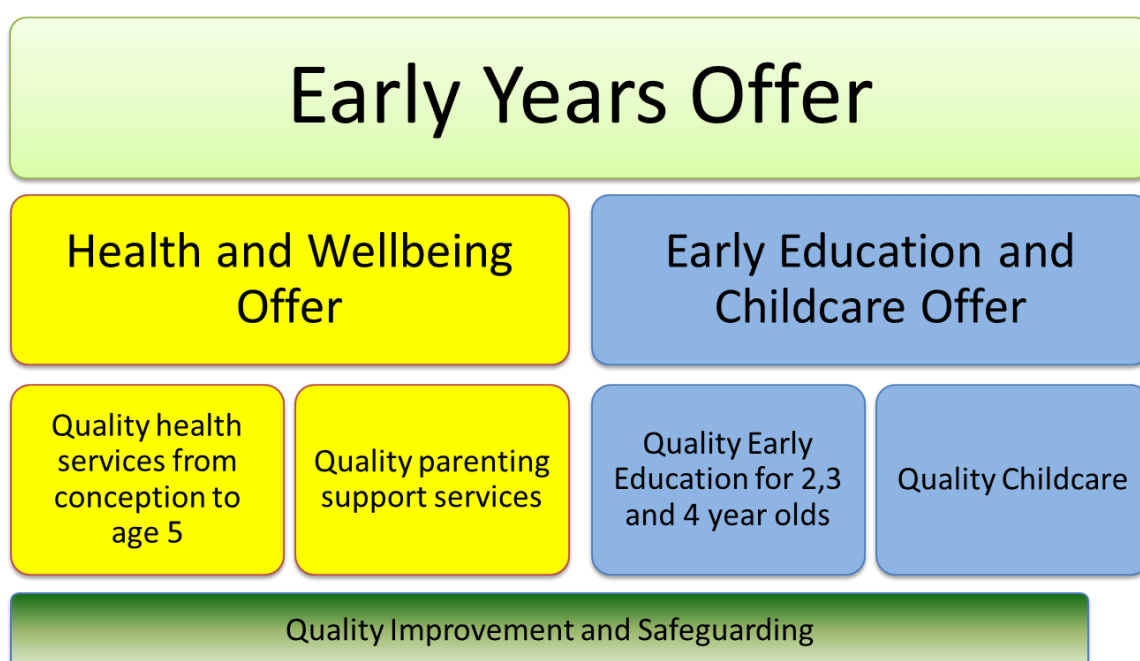 Early Years Offer
Health and Wellbeing
Offer
Early Education and
Childcare Offer
Quality health
services from
conception to
age 5
Quality parenting
support services
Quality Early
Education for 2,3
and 4 year olds
Quality Childcare
Quality Improvement and Safeguarding